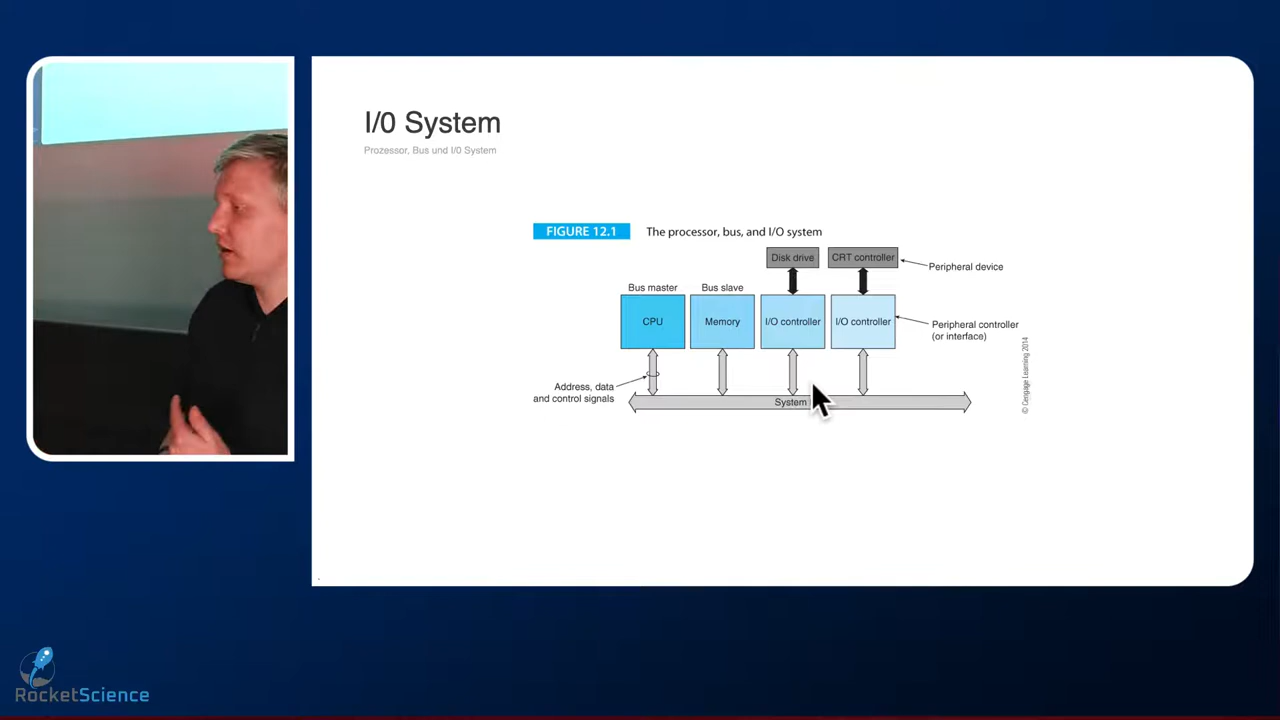 I/0 System
Prozessor, Bus und I/0 System
FIGURE 12.1 The processor, bus, and I/O system
Disk drive
CRT controller
Peripheral device
Bus master
Bus slave
CPU
Memory
I/O controller
I/O controller
Peripheral controller
(or interface)
Address, data
and control signals
System
© Cengage Learning 2014
RocketScience